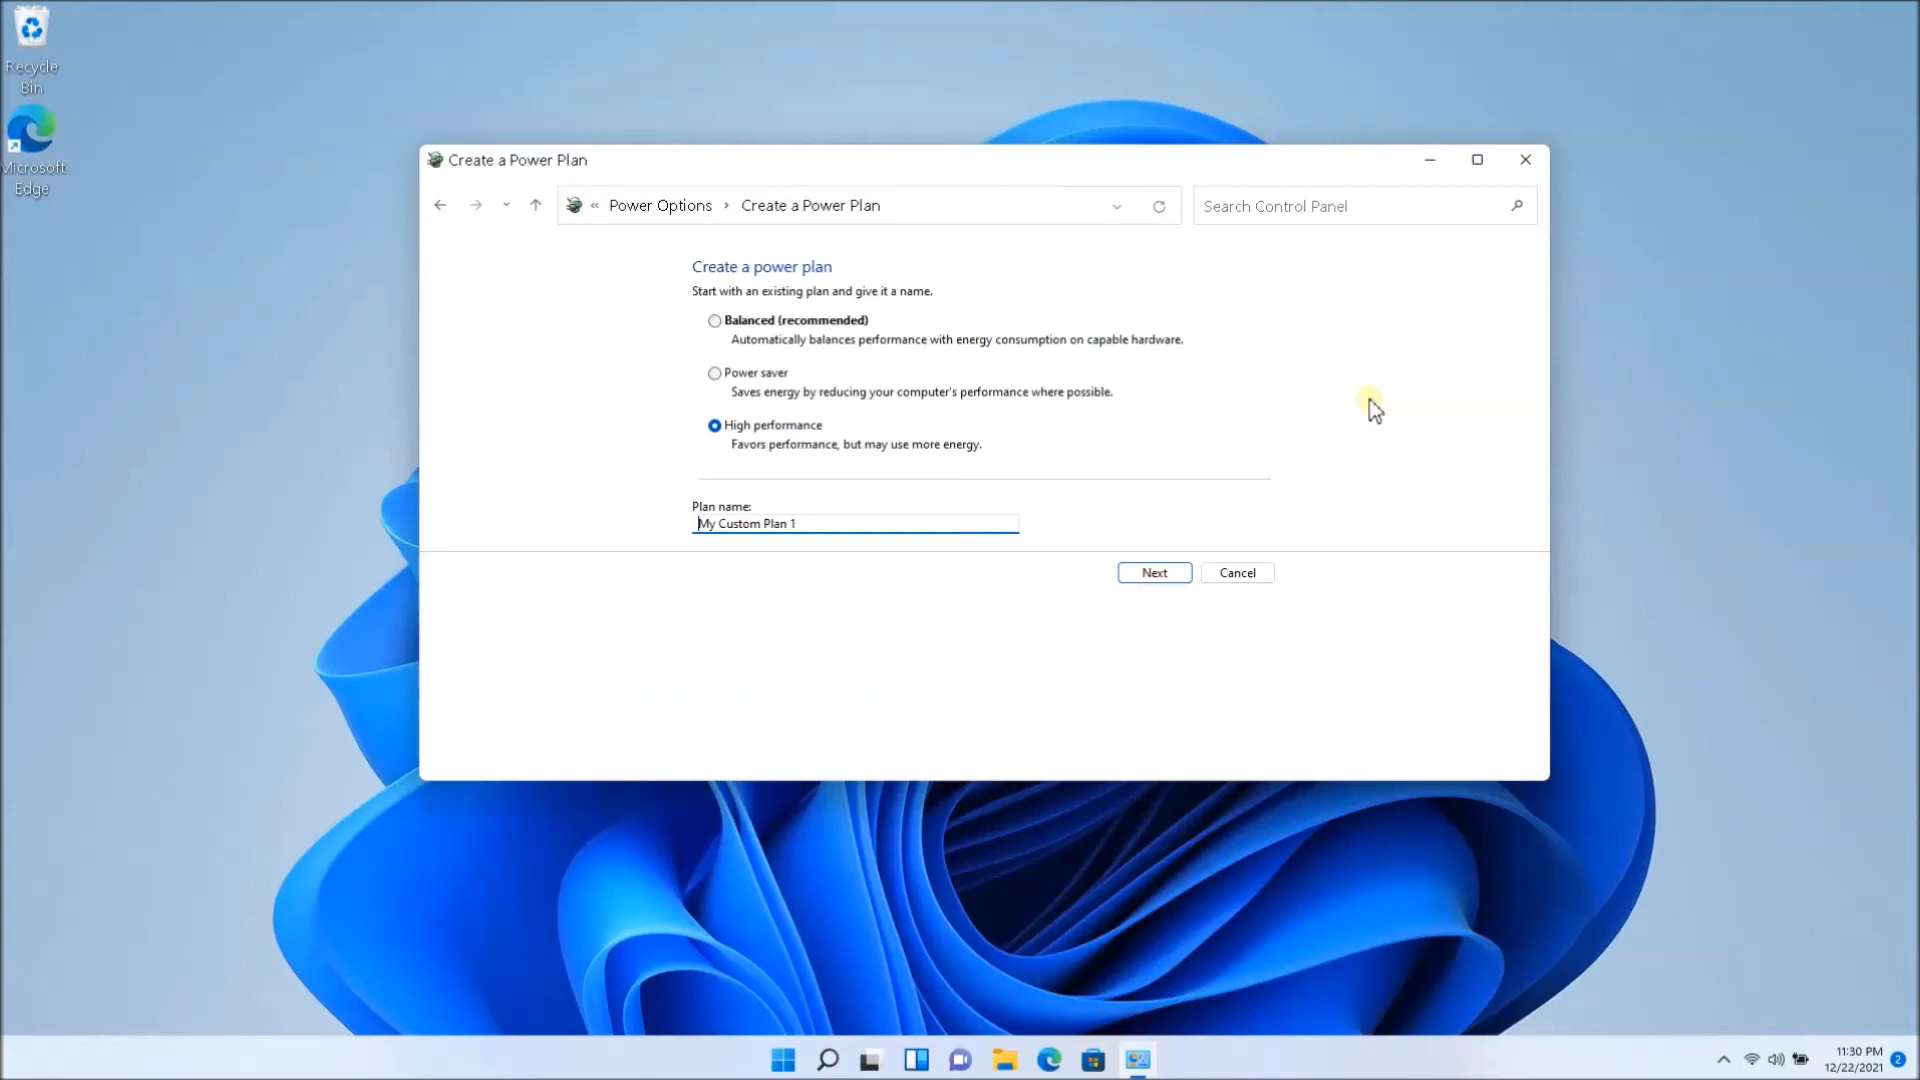 Recycle
Bin
Microsoft
Edge
Create a Power Plan
« Power Options › Create a Power Plan
Search Control Panel
Create a power plan
Start with an existing plan and give it a name.
Balanced (recommended)
Automatically balances performance with energy consumption on capable hardware.
Power saver
Saves energy by reducing your computer's performance where possible.
High performance
Favors performance, but may use more energy.
Plan name:
My Custom Plan 1
Next
Cancel
11:30 PM
12/22/2021
2